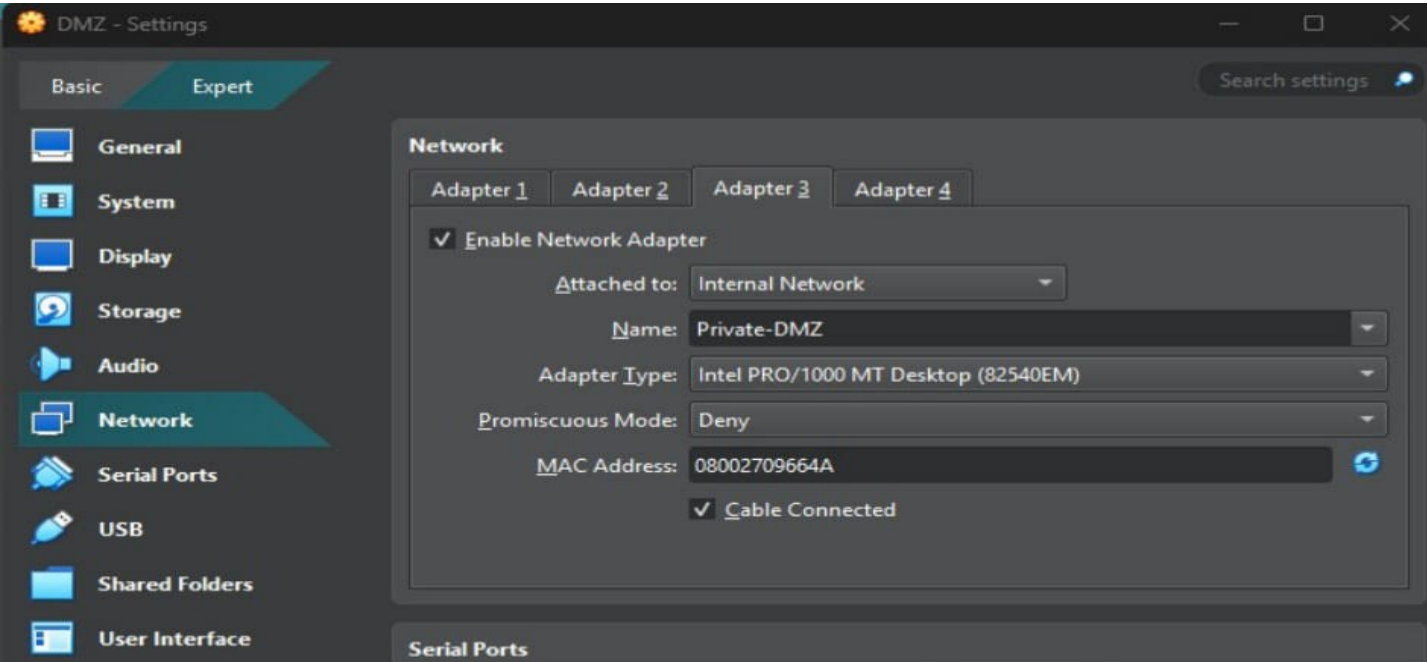 DMZ - Settings
Basic Expert Search settings
General
System
Display
Storage
Audio
Network
Serial Ports
USB
Shared Folders
User Interface
Network
Adapter 1 Adapter 2 Adapter 3 Adapter 4
Enable Network Adapter
Attached to: Internal Network
Name: Private-DMZ
Adapter Type: Intel PRO/1000 MT Desktop (82540EM)
Promiscuous Mode: Deny
MAC Address: 08002709664A
Cable Connected
Serial Ports